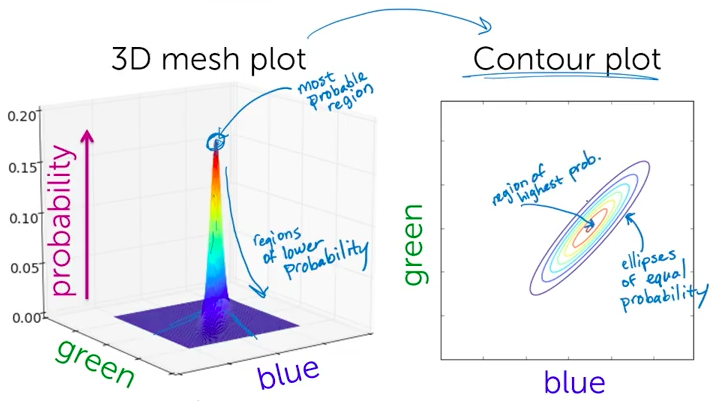 3D mesh plot
Contour plot
most
probable
region
0.20
0.15
0.10
0.05
0.00
probability
regions
of lower
probability
green
blue
region of
highest prob.
ellipses
of equal
probability
green
blue